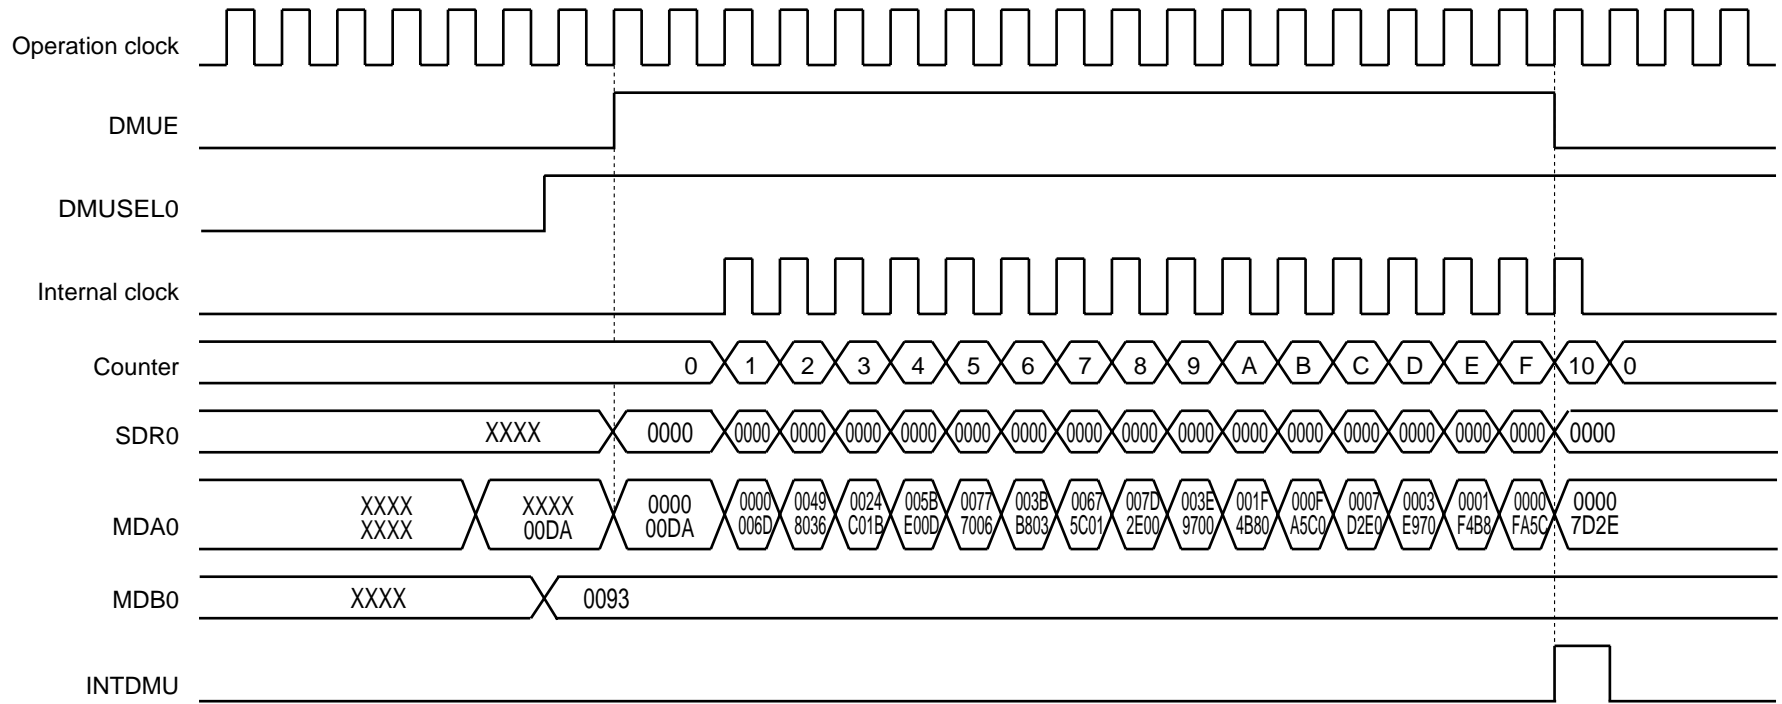 Operation clock
DMUE
DMUSEL0
Internal clock
Counter 0 1 2 3 4 5 6 7 8 9 A B C D E F 10 0
SDR0 XXXX 0000 0000 0000 0000 0000 0000 0000 0000 0000 0000 0000 0000 0000 0000 0000 0000 0000
XXXX XXXX 0000 0000 0049 0024 005B 0077 003B 0067 007D 003E 001F 000F 0007 0003 0001 0000 0000
MDA0 XXXX 00DA 00DA 006D 8036 C01B E00D 7006 B803 5C01 2E00 9700 4B80 A5C0 D2E0 E970 F4B8 FA5C 7D2E
MDB0 XXXX 0093
INTDMU